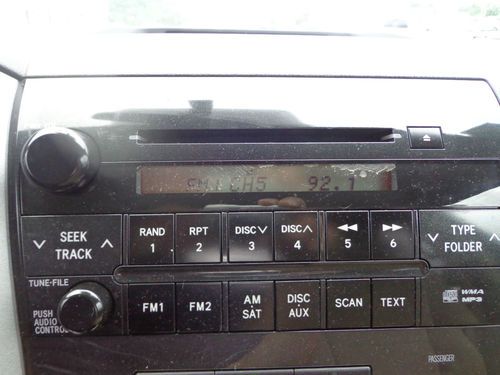 FM1 CH5 92.1
SEEK
TRACK
RAND
1
RPT
2
DISC
3
DISC
4
5
6
TYPE
FOLDER
TUNE·FILE
PUSH
AUDIO
CONTROL
FM1
FM2
AM
SAT
DISC
AUX
SCAN
TEXT
WMA
MP3
PASSENGER